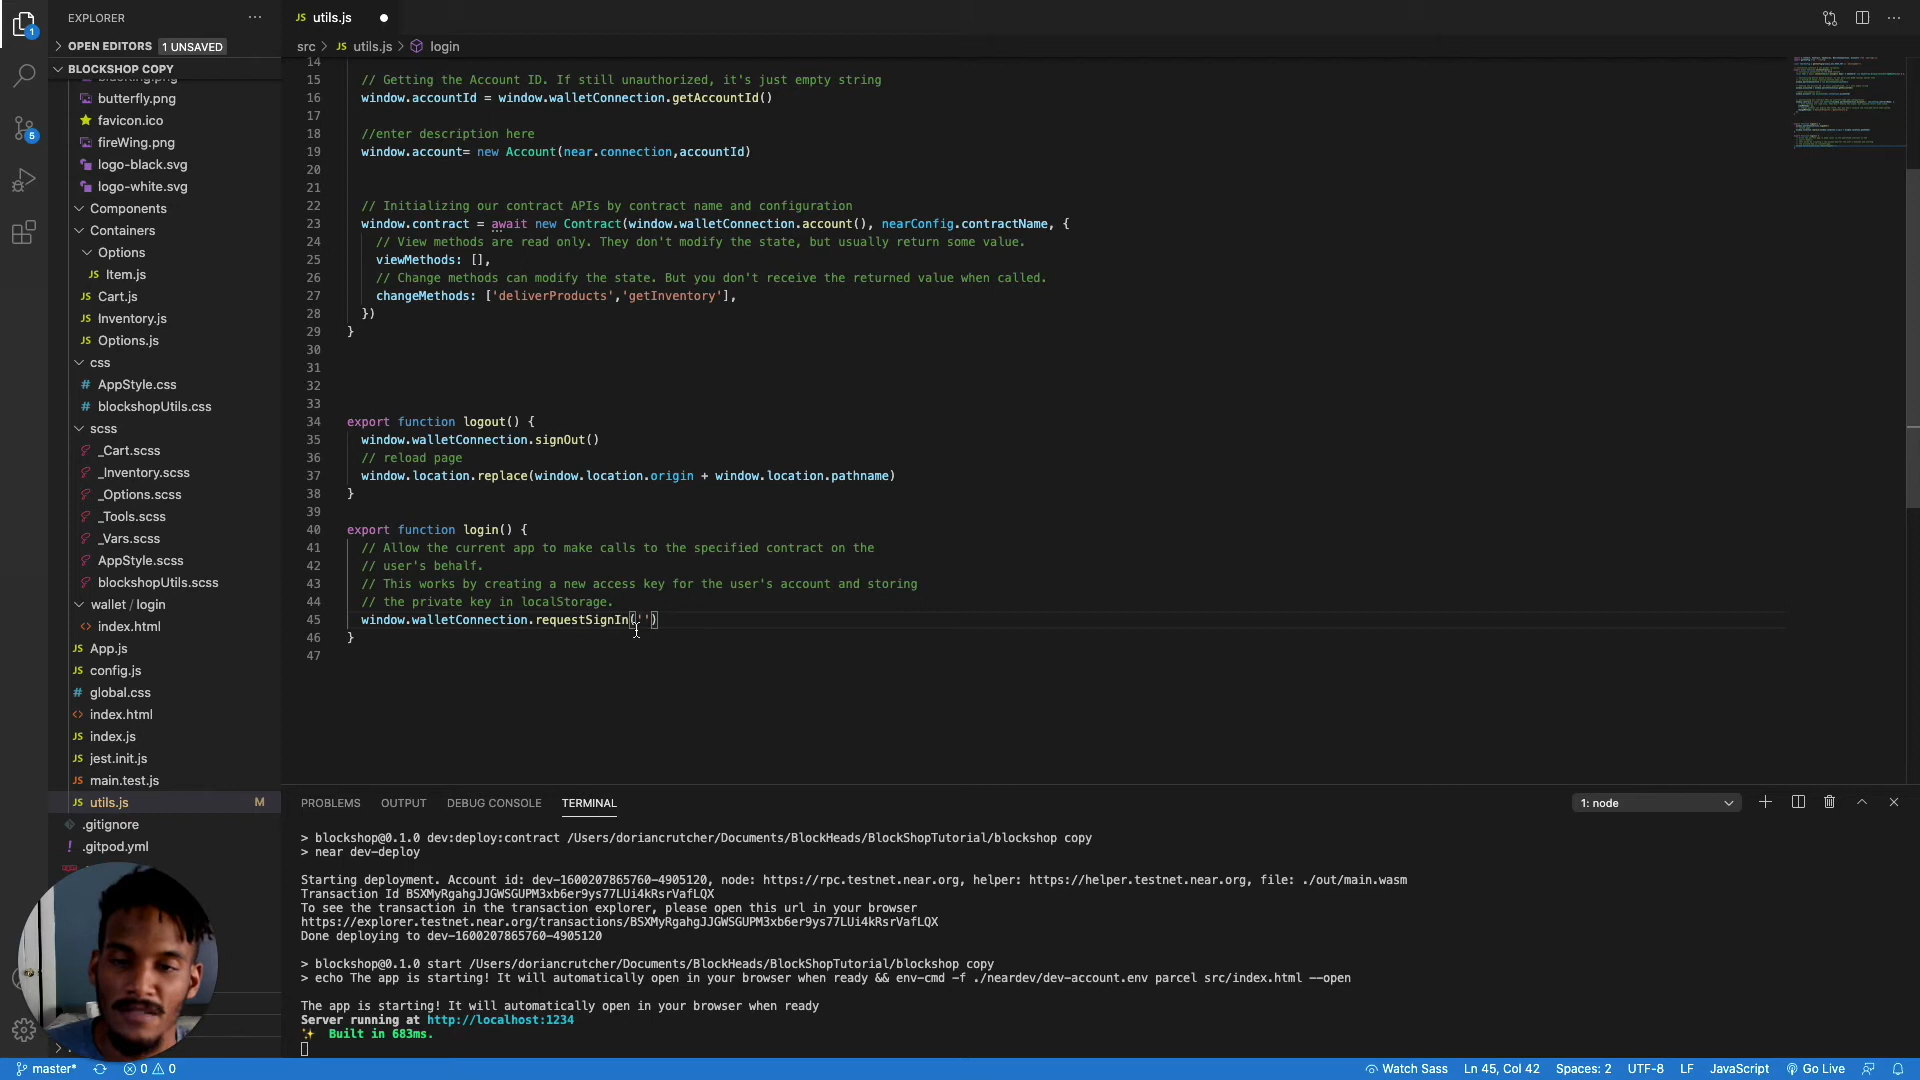 EXPLORER
OPEN EDITORS 1 UNSAVED
BLOCKSHOP COPY
butterfly.png
favicon.ico
fireWing.png
logo-black.svg
logo-white.svg
Components
Containers
Options
Item.js
Cart.js
Inventory.js
Options.js
css
AppStyle.css
blockshopUtils.css
scss
_Cart.scss
_Inventory.scss
_Options.scss
_Tools.scss
_Vars.scss
AppStyle.scss
blockshopUtils.scss
wallet / login
index.html
App.js
config.js
global.css
index.html
index.js
jest.init.js
main.test.js
utils.js M
.gitignore
.gitpod.yml
1
5
JS utils.js
src > JS utils.js > login
14
15 // Getting the Account ID. If still unauthorized, it's just empty string
16 window.accountId = window.walletConnection.getAccountId()
17
18 //enter description here
19 window.account= new Account(near.connection,accountId)
20
21
22 // Initializing our contract APIs by contract name and configuration
23 window.contract = await new Contract(window.walletConnection.account(), nearConfig.contractName, {
24 // View methods are read only. They don't modify the state, but usually return some value.
25 viewMethods: [],
26 // Change methods can modify the state. But you don't receive the returned value when called.
27 changeMethods: ['deliverProducts','getInventory'],
28 })
29 }
30
31
32
33
34 export function logout() {
35 window.walletConnection.signOut()
36 // reload page
37 window.location.replace(window.location.origin + window.location.pathname)
38 }
39
40 export function login() {
41 // Allow the current app to make calls to the specified contract on the
42 // user's behalf.
43 // This works by creating a new access key for the user's account and storing
44 // the private key in localStorage.
45 window.walletConnection.requestSignIn('')
46 }
47
PROBLEMS OUTPUT DEBUG CONSOLE TERMINAL 1: node
> blockshop@0.1.0 dev:deploy:contract /Users/doriancrutcher/Documents/BlockHeads/BlockShopTutorial/blockshop copy
> near dev-deploy
Starting deployment. Account id: dev-1600207865760-4905120, node: https://rpc.testnet.near.org, helper: https://helper.testnet.near.org, file: ./out/main.wasm
Transaction Id BSXMyRgahgJJGWSGUPM3xb6er9ys77LUi4kRsrVafLQX
To see the transaction in the transaction explorer, please open this url in your browser
https://explorer.testnet.near.org/transactions/BSXMyRgahgJJGWSGUPM3xb6er9ys77LUi4kRsrVafLQX
Done deploying to dev-1600207865760-4905120
> blockshop@0.1.0 start /Users/doriancrutcher/Documents/BlockHeads/BlockShopTutorial/blockshop copy
> echo The app is starting! It will automatically open in your browser when ready && env-cmd -f ./neardev/dev-account.env parcel src/index.html --open
The app is starting! It will automatically open in your browser when ready
Server running at http://localhost:1234
Built in 683ms.
master* 0 0 Watch Sass Ln 45, Col 42 Spaces: 2 UTF-8 LF JavaScript Go Live